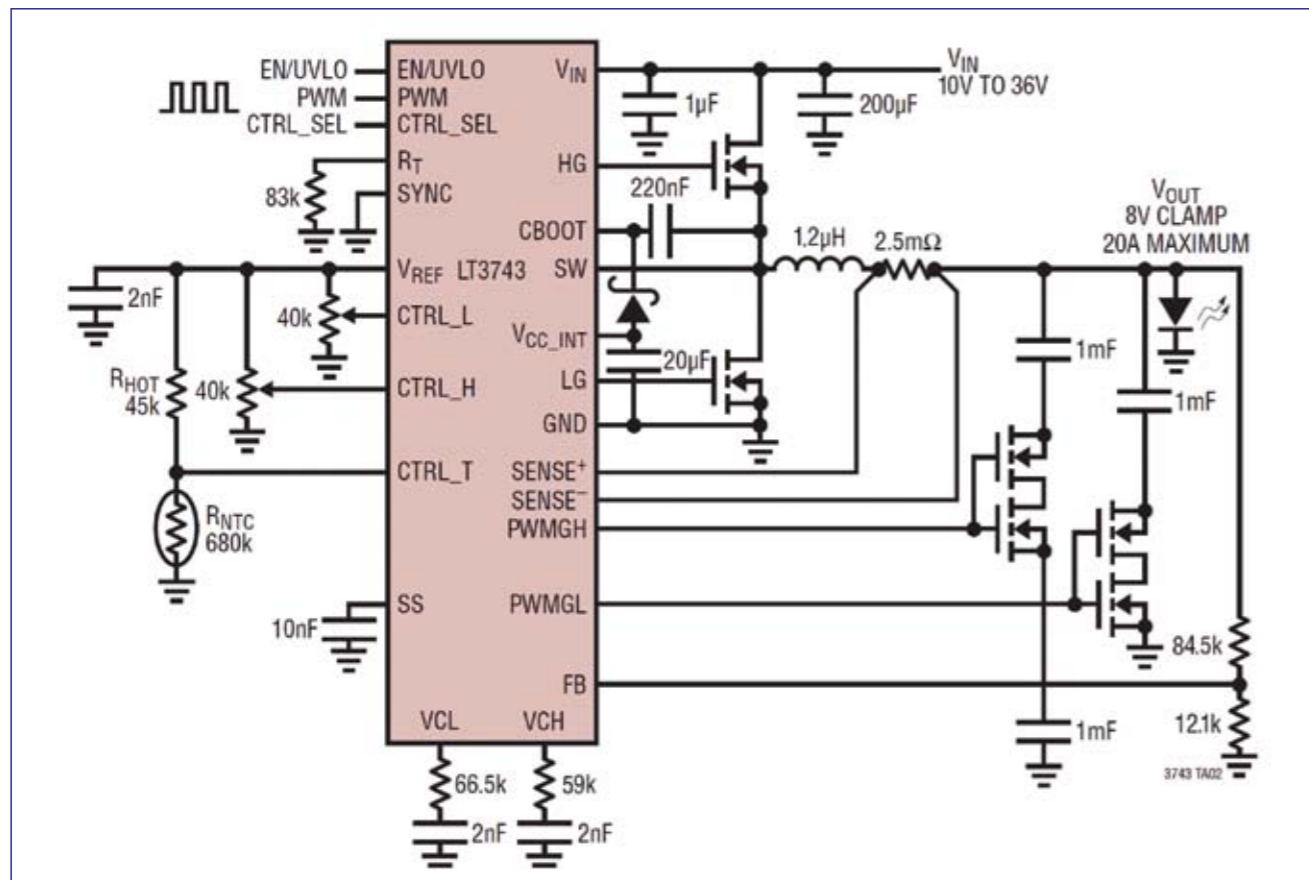 EN/UVLO
PWM
CTRL_SEL
EN/UVLO
PWM
CTRL_SEL
RT
SYNC
83k
VREF LT3743
2nF
CTRL_L
40k
RHOT
45k
40k
CTRL_H
CTRL_T
RNTC
680k
SS
10nF
VCL
VCH
66.5k
2nF
59k
2nF
VIN
HG
CBOOT
SW
VCC_INT
LG
GND
SENSE+
SENSE−
PWMGH
PWMGL
FB
1µF
200µF
VIN
10V TO 36V
220nF
1.2µH
2.5mΩ
20µF
VOUT
8V CLAMP
20A MAXIMUM
1mF
1mF
1mF
84.5k
12.1k
3743 TA02